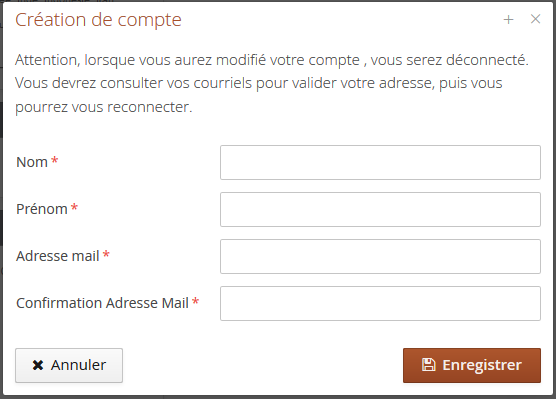 Création de compte
Attention, lorsque vous aurez modifié votre compte , vous serez déconnecté.
Vous devrez consulter vos courriels pour valider votre adresse, puis vous
pourrez vous reconnecter.
Nom *
Prénom *
Adresse mail *
Confirmation Adresse Mail *
Annuler
Enregistrer